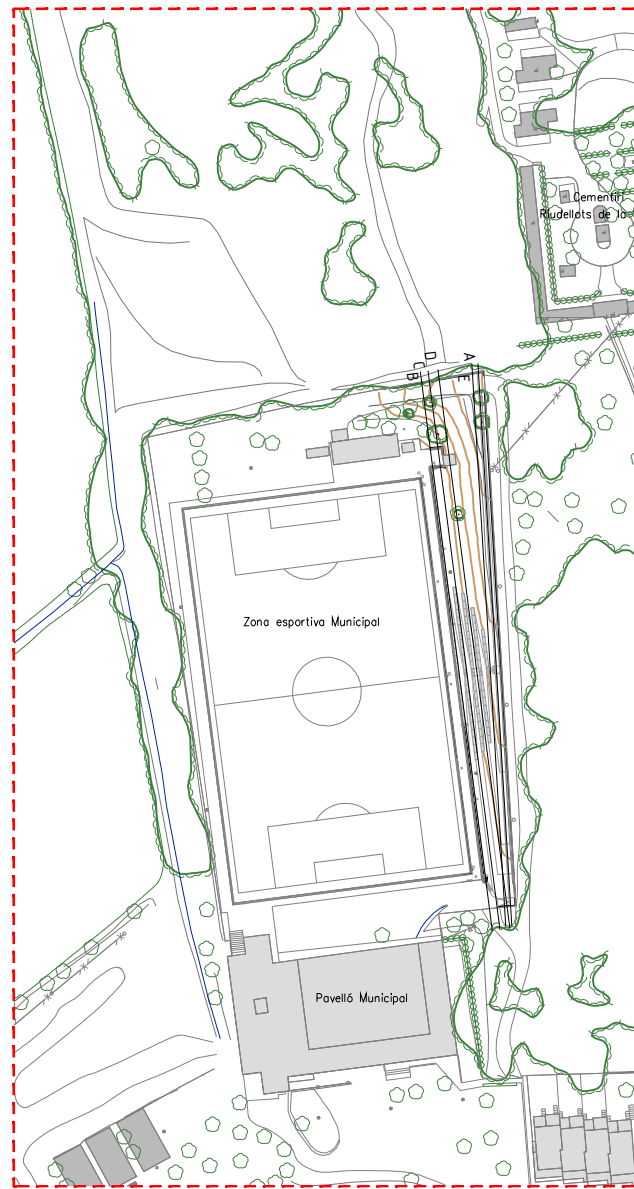 Cementiri
Riudellots de la
A
D
C
B
E
Zona esportiva Municipal
Pavelló Municipal